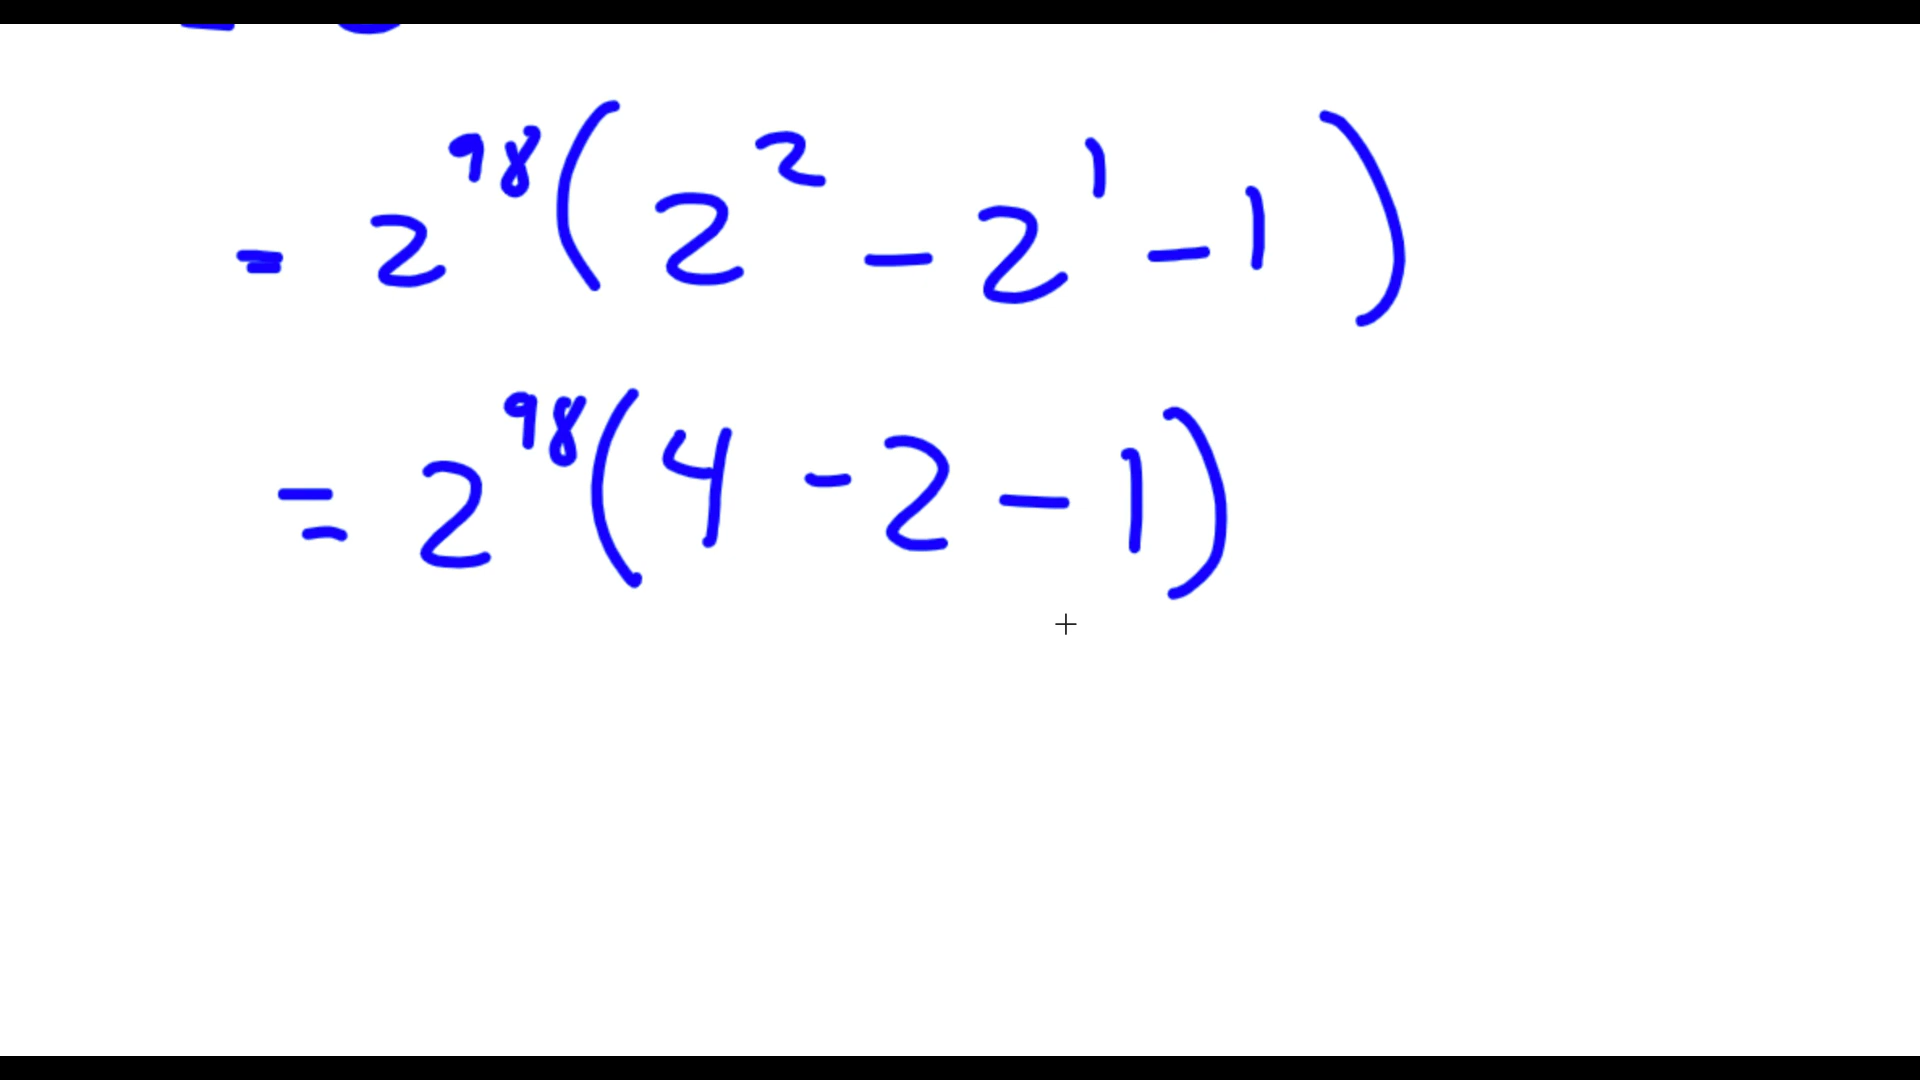 = 2^98 (2^2 - 2^1 - 1)
= 2^98 (4 - 2 - 1)